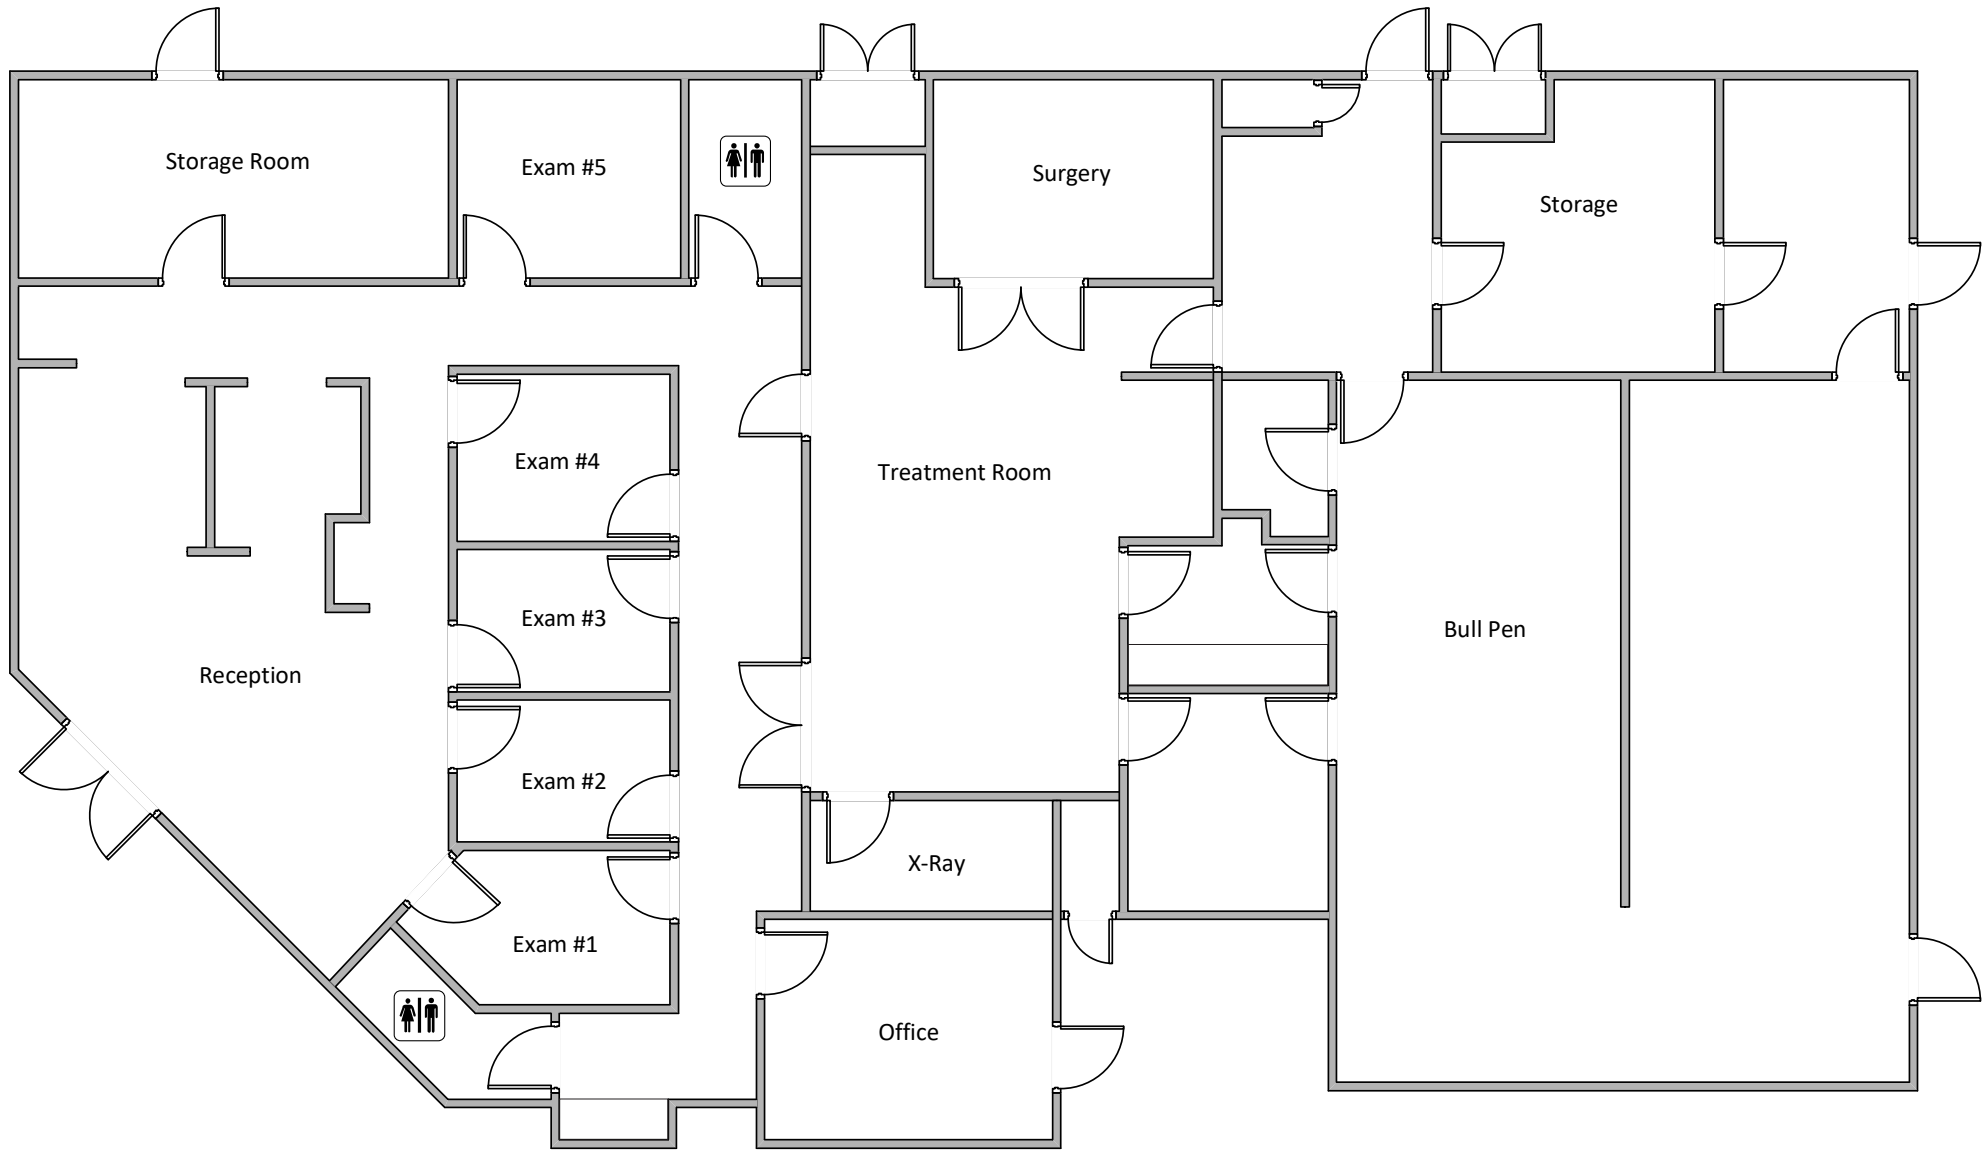 Storage Room
Exam #5
Surgery
Storage
Exam #4
Treatment Room
Exam #3
Bull Pen
Reception
Exam #2
X-Ray
Exam #1
Office